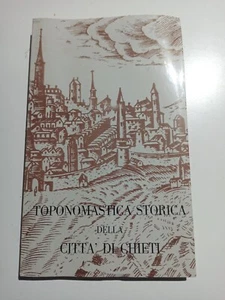 TOPONOMASTICA STORICA
DELLA
CITTA' DI CHIETI